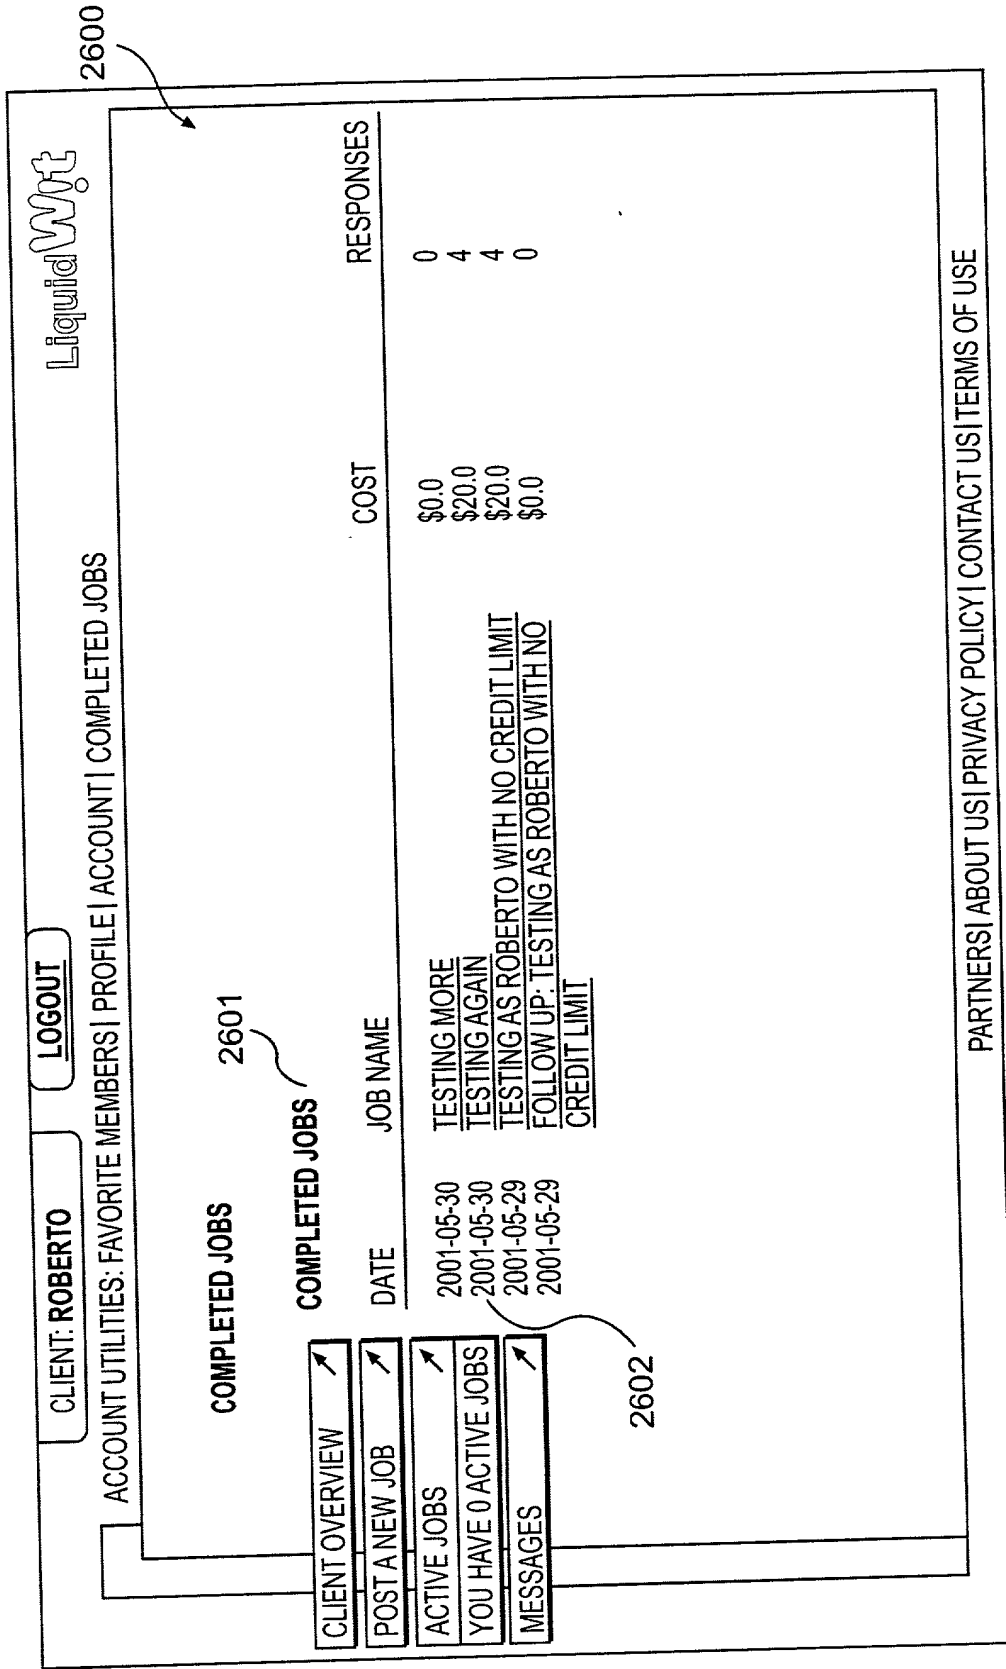 2600
CLIENT: ROBERTO
LOGOUT
LiquidWit
ACCOUNT UTILITIES: FAVORITE MEMBERS| PROFILE| ACCOUNT| COMPLETED JOBS
COMPLETED JOBS
2601
CLIENT OVERVIEW
COMPLETED JOBS
POST A NEW JOB
DATE JOB NAME COST RESPONSES
ACTIVE JOBS
YOU HAVE 0 ACTIVE JOBS
MESSAGES
2001-05-30 TESTING MORE $0.0 0
2001-05-30 TESTING AGAIN $20.0 4
2001-05-29 TESTING AS ROBERTO WITH NO CREDIT LIMIT $20.0 4
2001-05-29 FOLLOW UP: TESTING AS ROBERTO WITH NO $0.0 0
CREDIT LIMIT
2602
PARTNERS| ABOUT US| PRIVACY POLICY| CONTACT US|TERMS OF USE